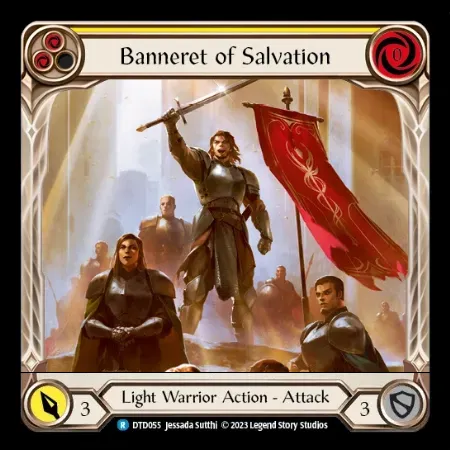 Banneret of Salvation
0
3 Light Warrior Action - Attack 3
R DTD055 Jessada Sutthi © 2023 Legend Story Studios